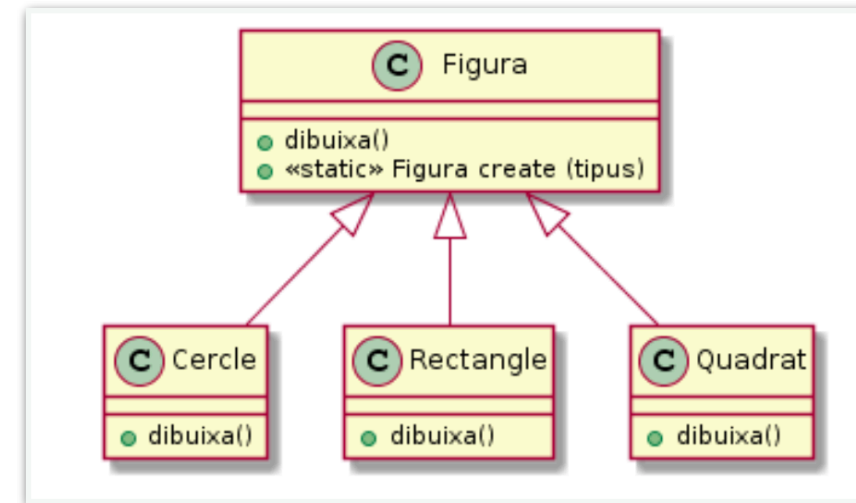 C Figura
dibuixa()
«static» Figura create (tipus)
C Cercle
dibuixa()
C Rectangle
dibuixa()
C Quadrat
dibuixa()